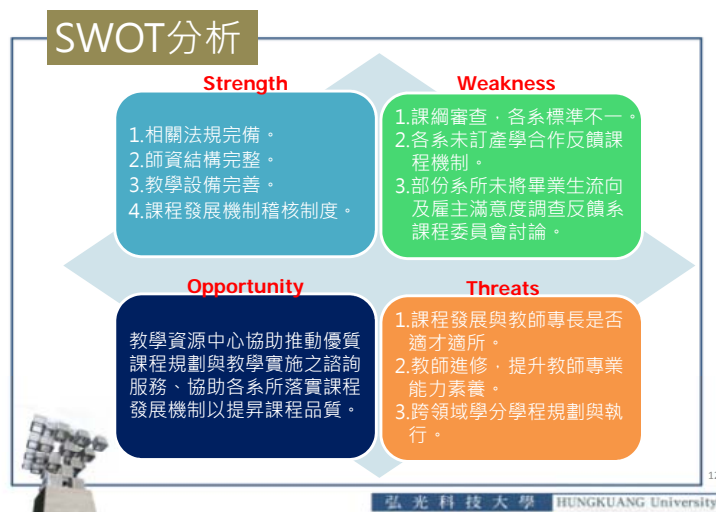 SWOT分析
Strength
1.相關法規完備。
2.師資結構完整。
3.教學設備完善。
4.課程發展機制稽核制度。
Weakness
1.課綱審查，各系標準不一。
2.各系未訂產學合作反饋課
程機制。
3.部份系所未將畢業生流向
及雇主滿意度調查反饋系
課程委員會討論。
Opportunity
教學資源中心協助推動優質
課程規劃與教學實施之諮詢
服務、協助各系所落實課程
發展機制以提昇課程品質。
Threats
1.課程發展與教師專長是否
適才適所。
2.教師進修，提升教師專業
能力素養。
3.跨領域學分學程規劃與執
行。
12
弘光科技大學 HUNGKUANG University